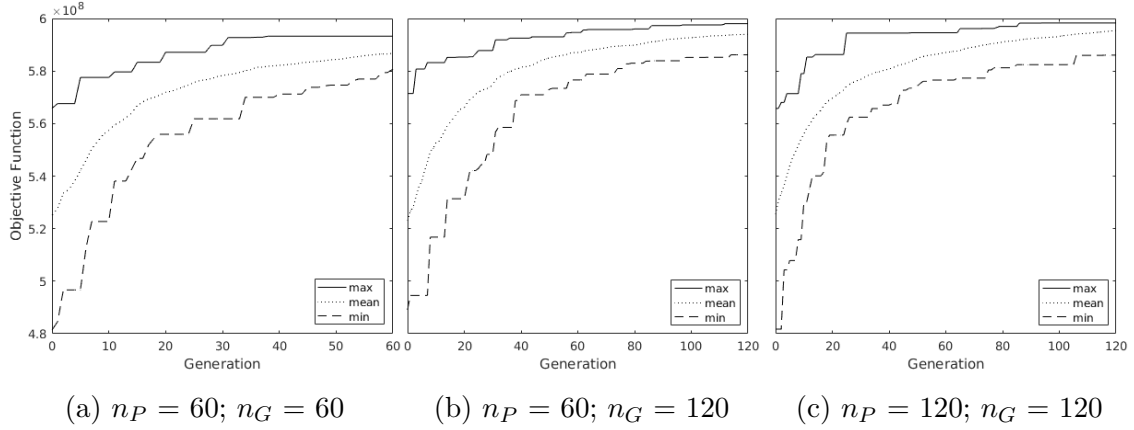 6 × 10⁸
5.8
5.6
5.4
5.2
5
4.8
Objective Function
0 10 20 30 40 50 60
Generation
max
mean
min
0 20 40 60 80 100 120
Generation
max
mean
min
0 20 40 60 80 100 120
Generation
max
mean
min
(a) n_P = 60; n_G = 60
(b) n_P = 60; n_G = 120
(c) n_P = 120; n_G = 120